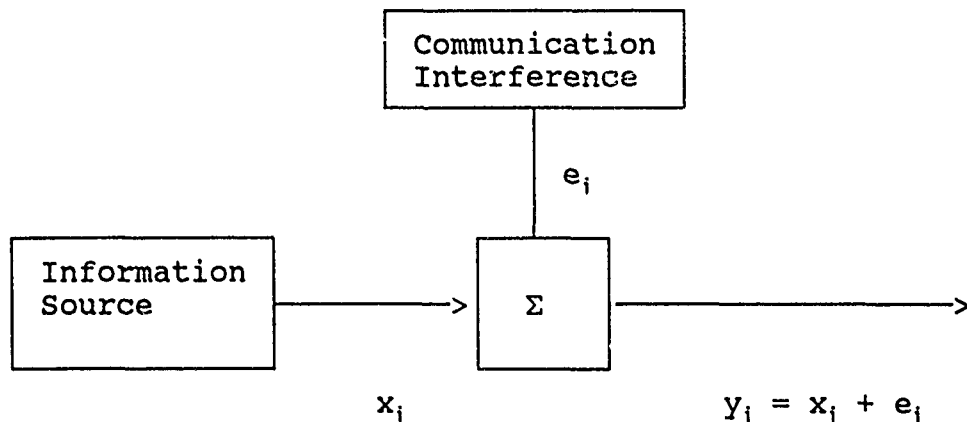 Communication
Interference
e_i
Information
Source
Σ
x_i
y_i = x_i + e_i